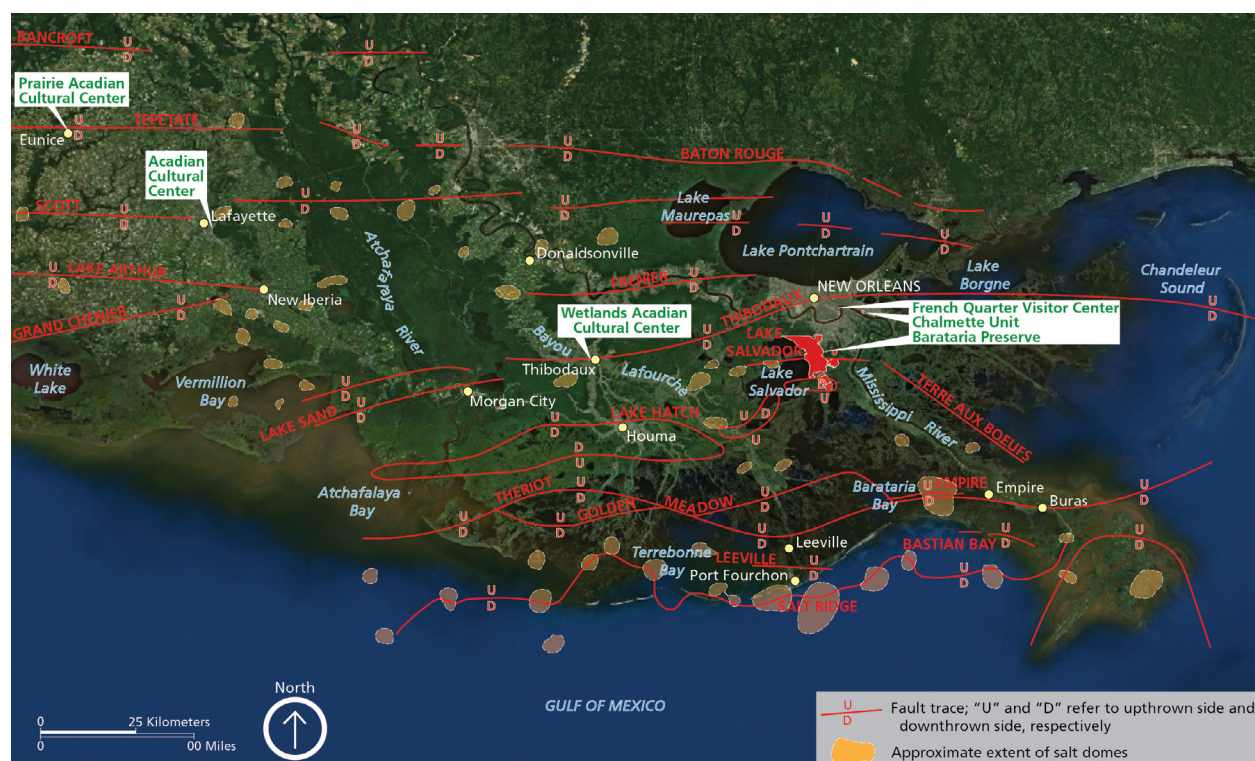 BANCROFT
U
D
U
D
Prairie Acadian
Cultural Center
TEPETATE
U
D
Eunice
U
D
U
D
U
D
BATON ROUGE
Acadian
Cultural
Center
SCOTT
U
D
Lafayette
U
D
U
D
Lake
Maurepas
U
D
U
D
Lake Pontchartrain
U
D
Atchafalaya
River
Donaldsonville
LAKE ARTHUR
U
D
New Iberia
FRENIER
U
D
Lake
Borgne
Chandeleur
Sound
U
D
GRAND CHENIER
U
D
NEW ORLEANS
THIBODAUX
U
D
French Quarter Visitor Center
Chalmette Unit
Barataria Preserve
Wetlands Acadian
Cultural Center
Bayou
Lafourche
Thibodaux
LAKE
SALVADOR
Lake
Salvador
D
U
White
Lake
Vermillion
Bay
U
D
U
D
LAKE SAND
Morgan City
Mississippi
River
TERRE AUX BOEUFS
LAKE HATCH
U
D
Houma
U
D
U
D
D
U
Atchafalaya
Bay
THERIOT
U
D
GOLDEN
MEADOW
U
D
U
D
U
D
Barataria
Bay
U
D
EMPIRE
Empire
Buras
U
D
Leeville
U
D
LEEVILLE
U
D
Terrebonne
Bay
Port Fourchon
BASTIAN BAY
U
D
U
D
U
D
U
D
SALT RIDGE
GULF OF MEXICO
North
0
25 Kilometers
0
00 Miles
U
D
Fault trace; “U” and “D” refer to upthrown side and
downthrown side, respectively
Approximate extent of salt domes